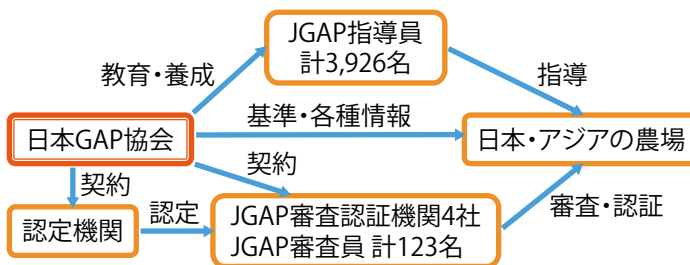 JGAP指導員
計3,926名
教育・養成
指導
日本GAP協会
基準・各種情報
日本・アジアの農場
契約
契約
認定機関
認定
JGAP審査認証機関4社
JGAP審査員 計123名
審査・認証